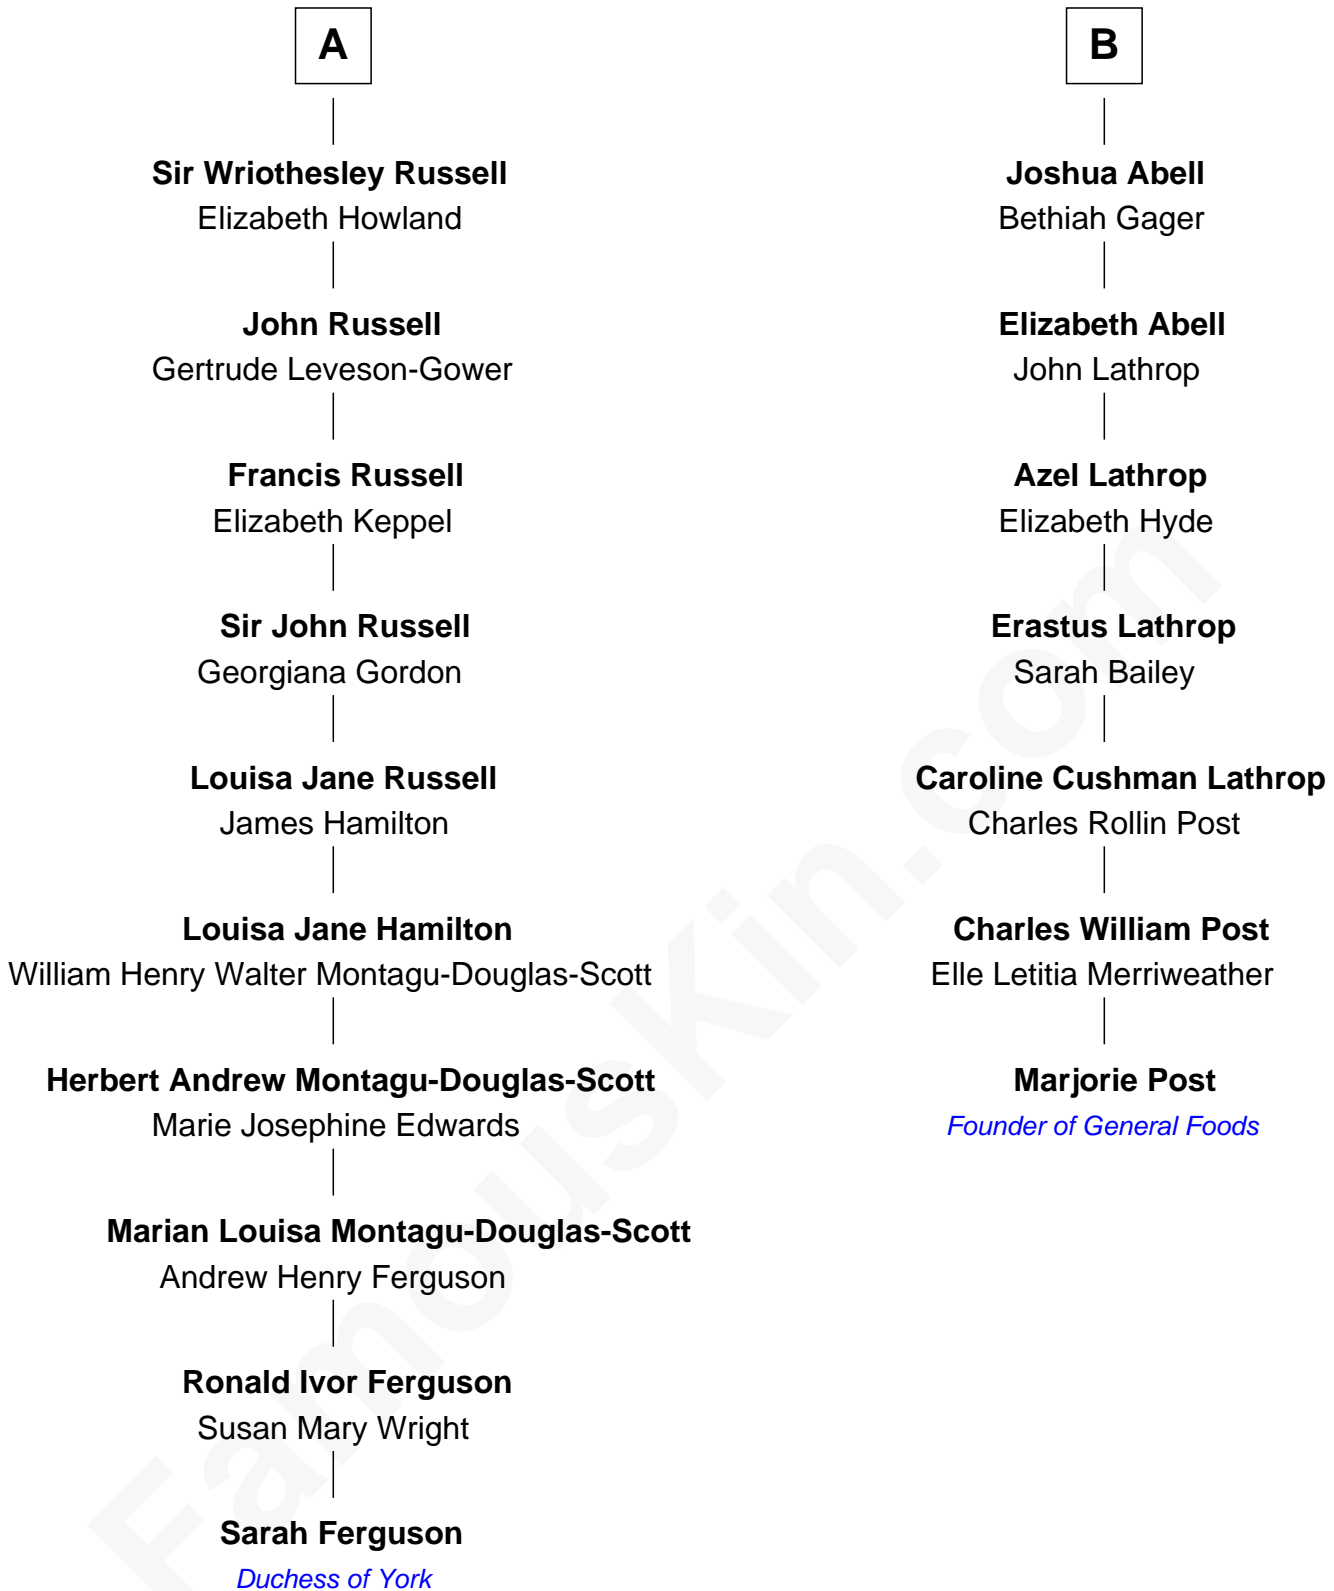 A
Sir Wriothesley Russell
Elizabeth Howland
John Russell
Gertrude Leveson-Gower
Francis Russell
Elizabeth Keppel
Sir John Russell
Georgiana Gordon
Louisa Jane Russell
James Hamilton
Louisa Jane Hamilton
William Henry Walter Montagu-Douglas-Scott
Herbert Andrew Montagu-Douglas-Scott
Marie Josephine Edwards
Marian Louisa Montagu-Douglas-Scott
Andrew Henry Ferguson
Ronald Ivor Ferguson
Susan Mary Wright
Sarah Ferguson
Duchess of York
B
Joshua Abell
Bethiah Gager
Elizabeth Abell
John Lathrop
Azel Lathrop
Elizabeth Hyde
Erastus Lathrop
Sarah Bailey
Caroline Cushman Lathrop
Charles Rollin Post
Charles William Post
Elle Letitia Merriweather
Marjorie Post
Founder of General Foods
FamousKin.com